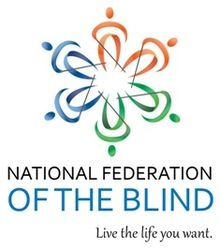 NATIONAL FEDERATION
OF THE BLIND
Live the life you want.